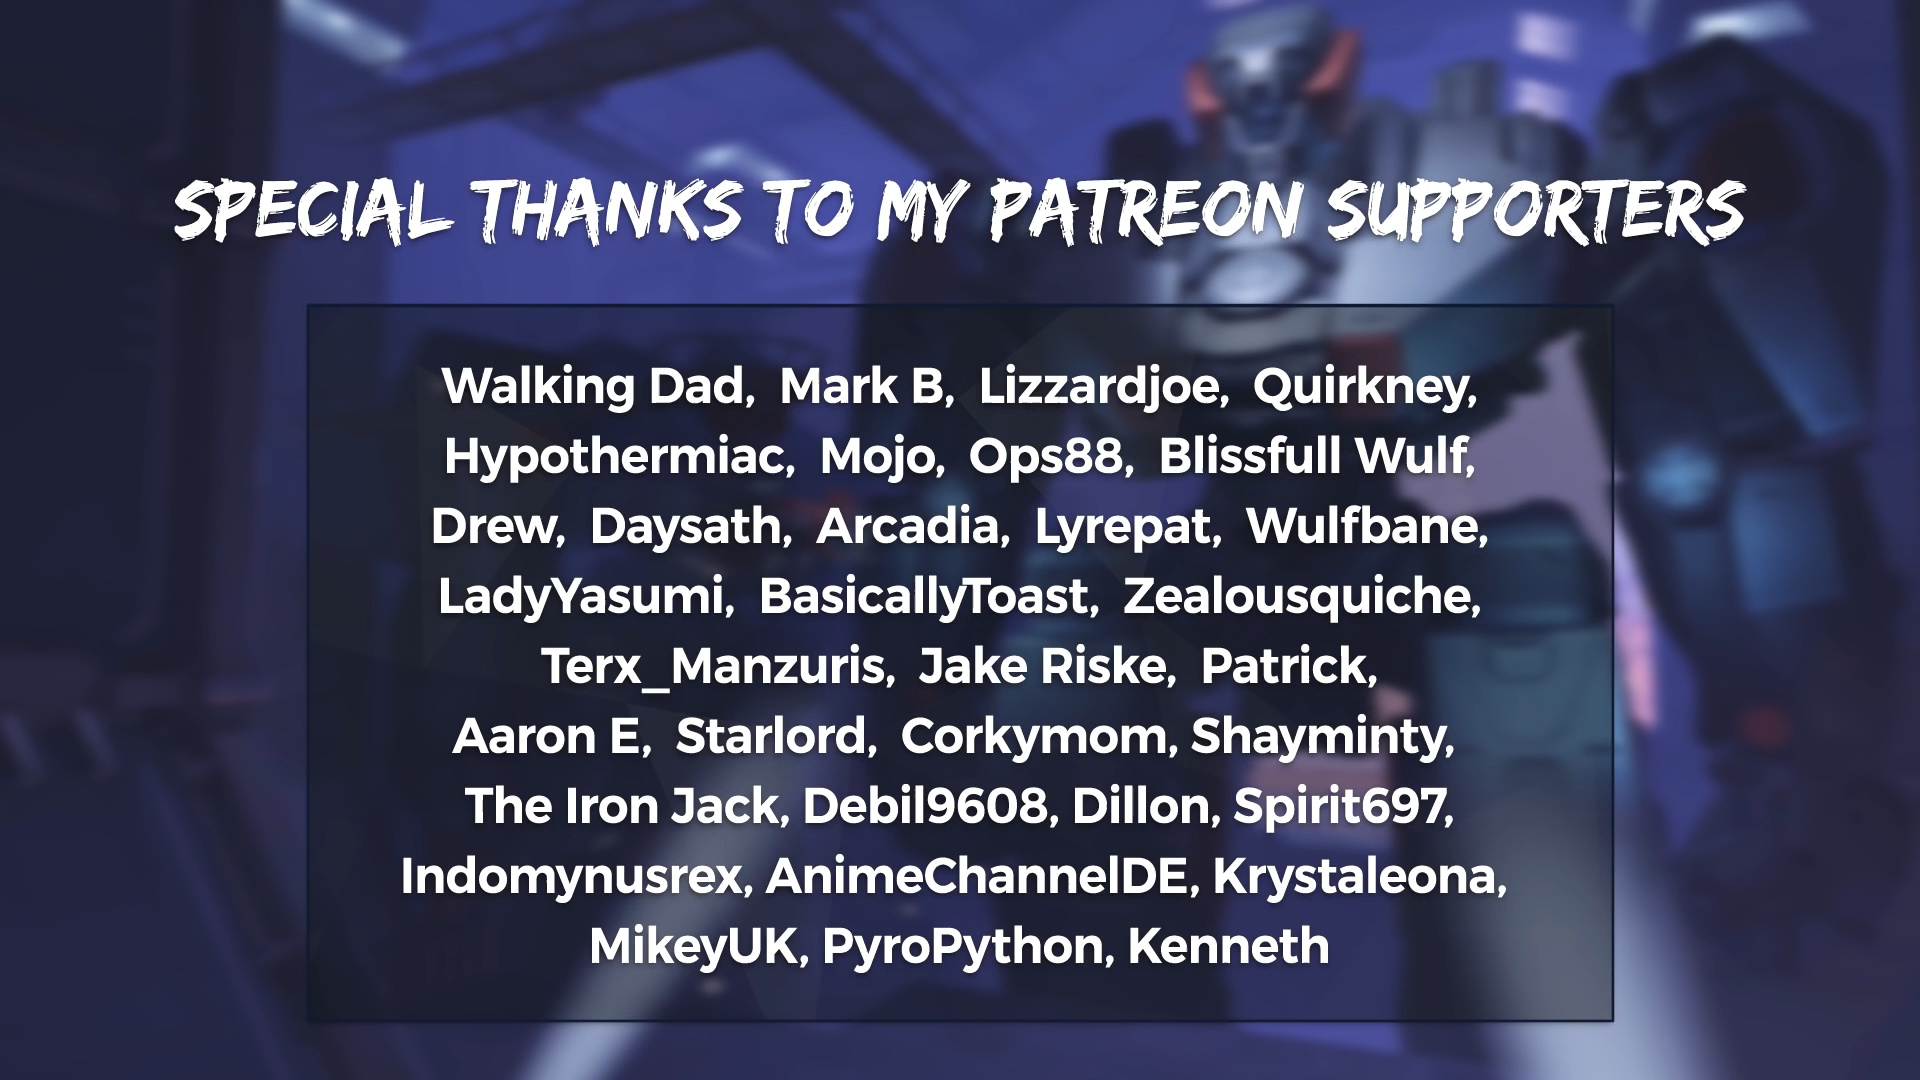 SPECIAL THANKS TO MY PATREON SUPPORTERS
Walking Dad, Mark B, Lizzardjoe, Quirkney,
Hypothermiac, Mojo, Ops88, Blissfull Wulf,
Drew, Daysath, Arcadia, Lyrepat, Wulfbane,
LadyYasumi, BasicallyToast, Zealousquiche,
Terx_Manzuris, Jake Riske, Patrick,
Aaron E, Starlord, Corkymom, Shayminty,
The Iron Jack, Debil9608, Dillon, Spirit697,
Indomynusrex, AnimeChannelDE, Krystaleona,
MikeyUK, PyroPython, Kenneth